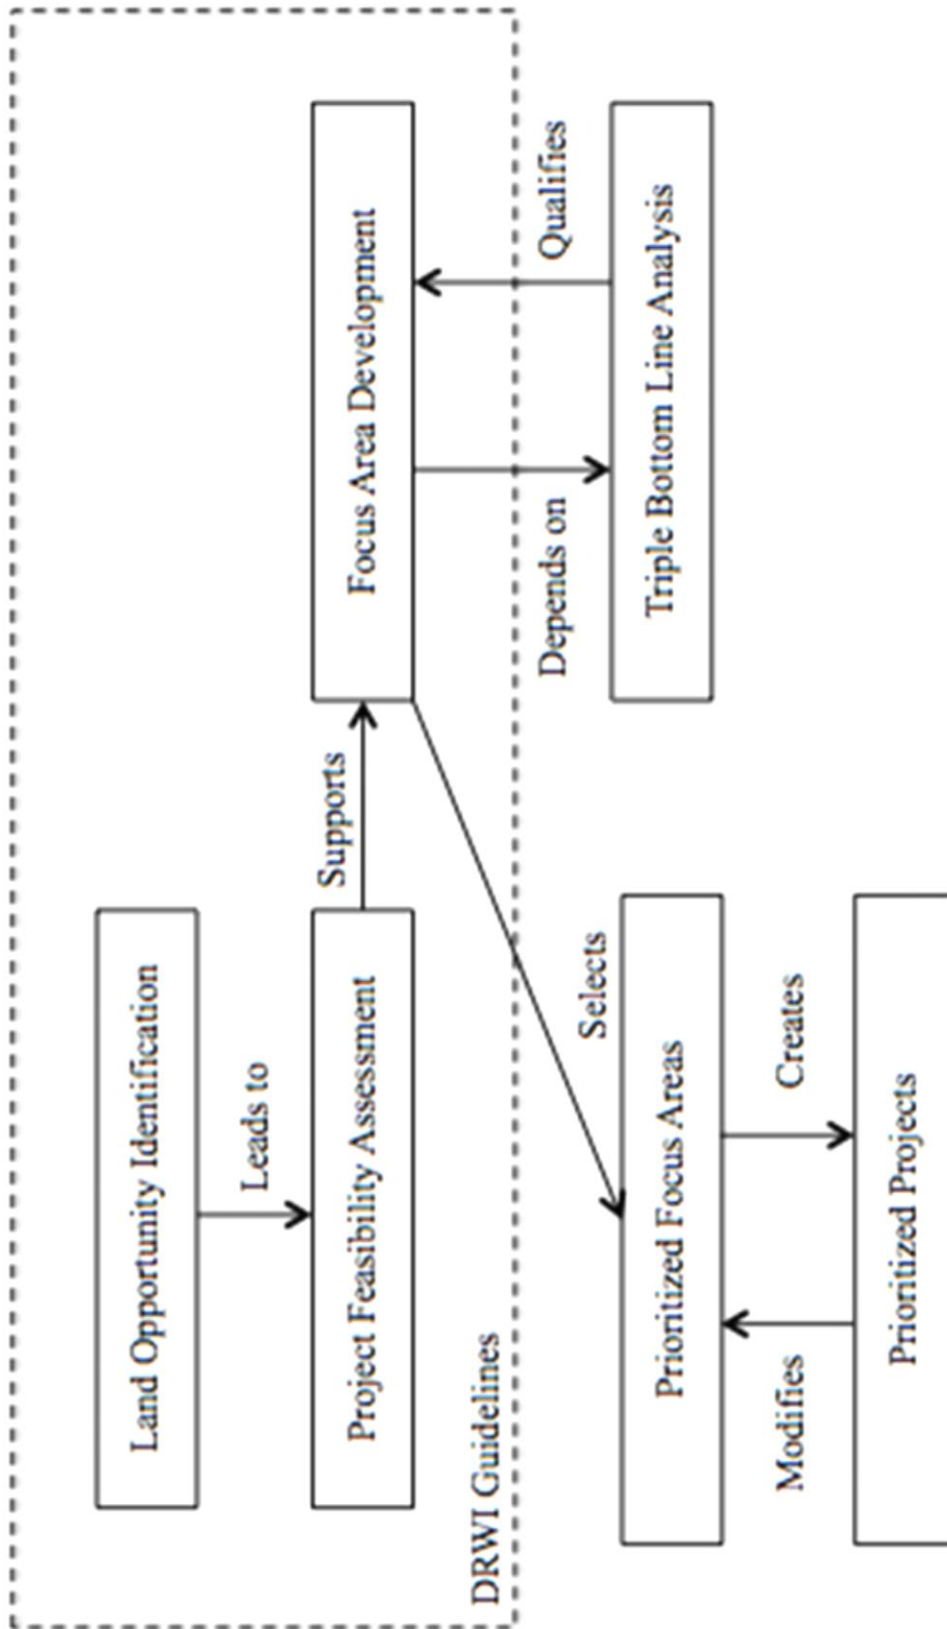 Land Opportunity Identification
Leads to
Project Feasibility Assessment
Supports
Focus Area Development
DRWI Guidelines
Depends on
Qualifies
Triple Bottom Line Analysis
Selects
Prioritized Focus Areas
Modifies
Creates
Prioritized Projects